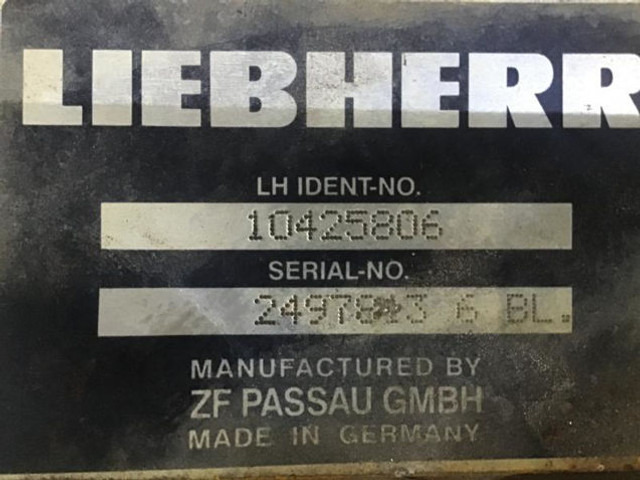 LIEBHERR
LH IDENT-NO.
10425806
SERIAL-NO.
6 BL.
MANUFACTURED BY
ZF PASSAU GMBH
MADE IN GERMANY